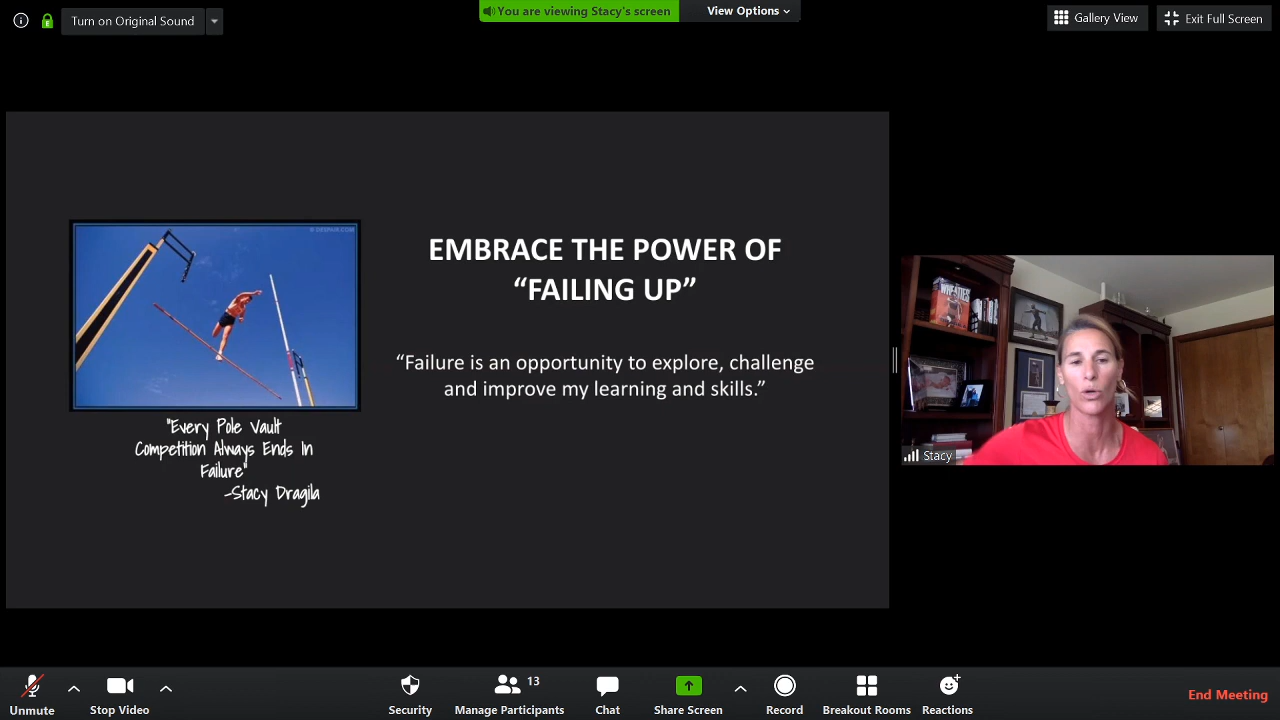 Turn on Original Sound
You are viewing Stacy's screen
View Options
Gallery View
Exit Full Screen
© DEEPAIR.COM
EMBRACE THE POWER OF
“FAILING UP”
“Failure is an opportunity to explore, challenge
and improve my learning and skills.”
"Every Pole Vault
Competition Always Ends In
Failure"
-Stacy Dragila
WHEATIES
Stacy
Unmute
Stop Video
Security
13
Manage Participants
Chat
Share Screen
Record
Breakout Rooms
Reactions
End Meeting